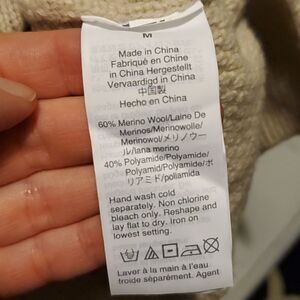 M
Made in China
Fabriqué en Chine
in China Hergestellt
Vervaardigd in China
中国製
Hecho en China
60% Merino Wool/Laine De
Merinos/Merinowolle/
Merinowol/メリノウー
ル/lana merino
40% Polyamide/Polyamide/
Polyamid/Polyamide/ポ
リアミド/poliamida
Hand wash cold
separately. Non chlorine
bleach only. Reshape and
lay flat to dry. Iron on
lowest setting.
Laver à la main à l'eau
froide séparément. Agent